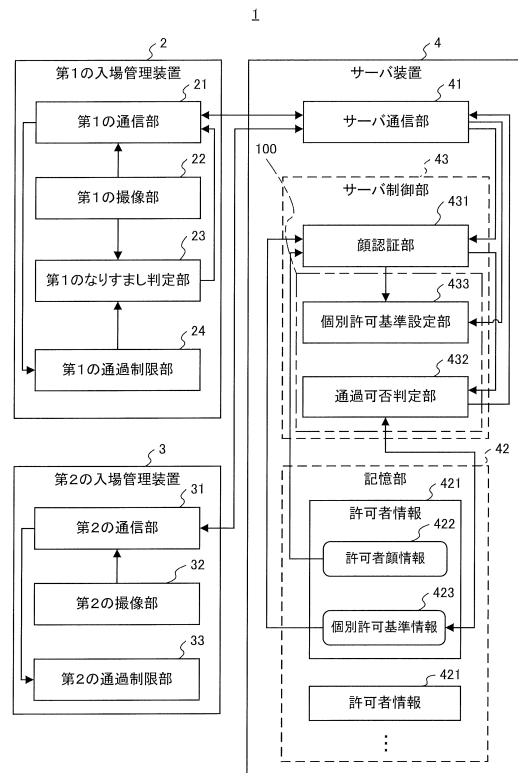 1
2
第1の入場管理装置
21
第1の通信部
22
第1の撮像部
23
第1のなりすまし判定部
24
第1の通過制限部
3
第2の入場管理装置
31
第2の通信部
32
第2の撮像部
33
第2の通過制限部
4
サーバ装置
41
サーバ通信部
100
43
サーバ制御部
431
顔認証部
433
個別許可基準設定部
432
通過可否判定部
42
記憶部
421
許可者情報
422
許可者顔情報
423
個別許可基準情報
421
許可者情報
⋮